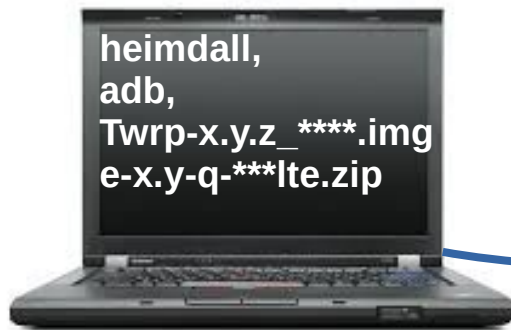 heimdall,
adb,
Twrp-x.y.z_****.img
e-x.y-q-***lte.zip